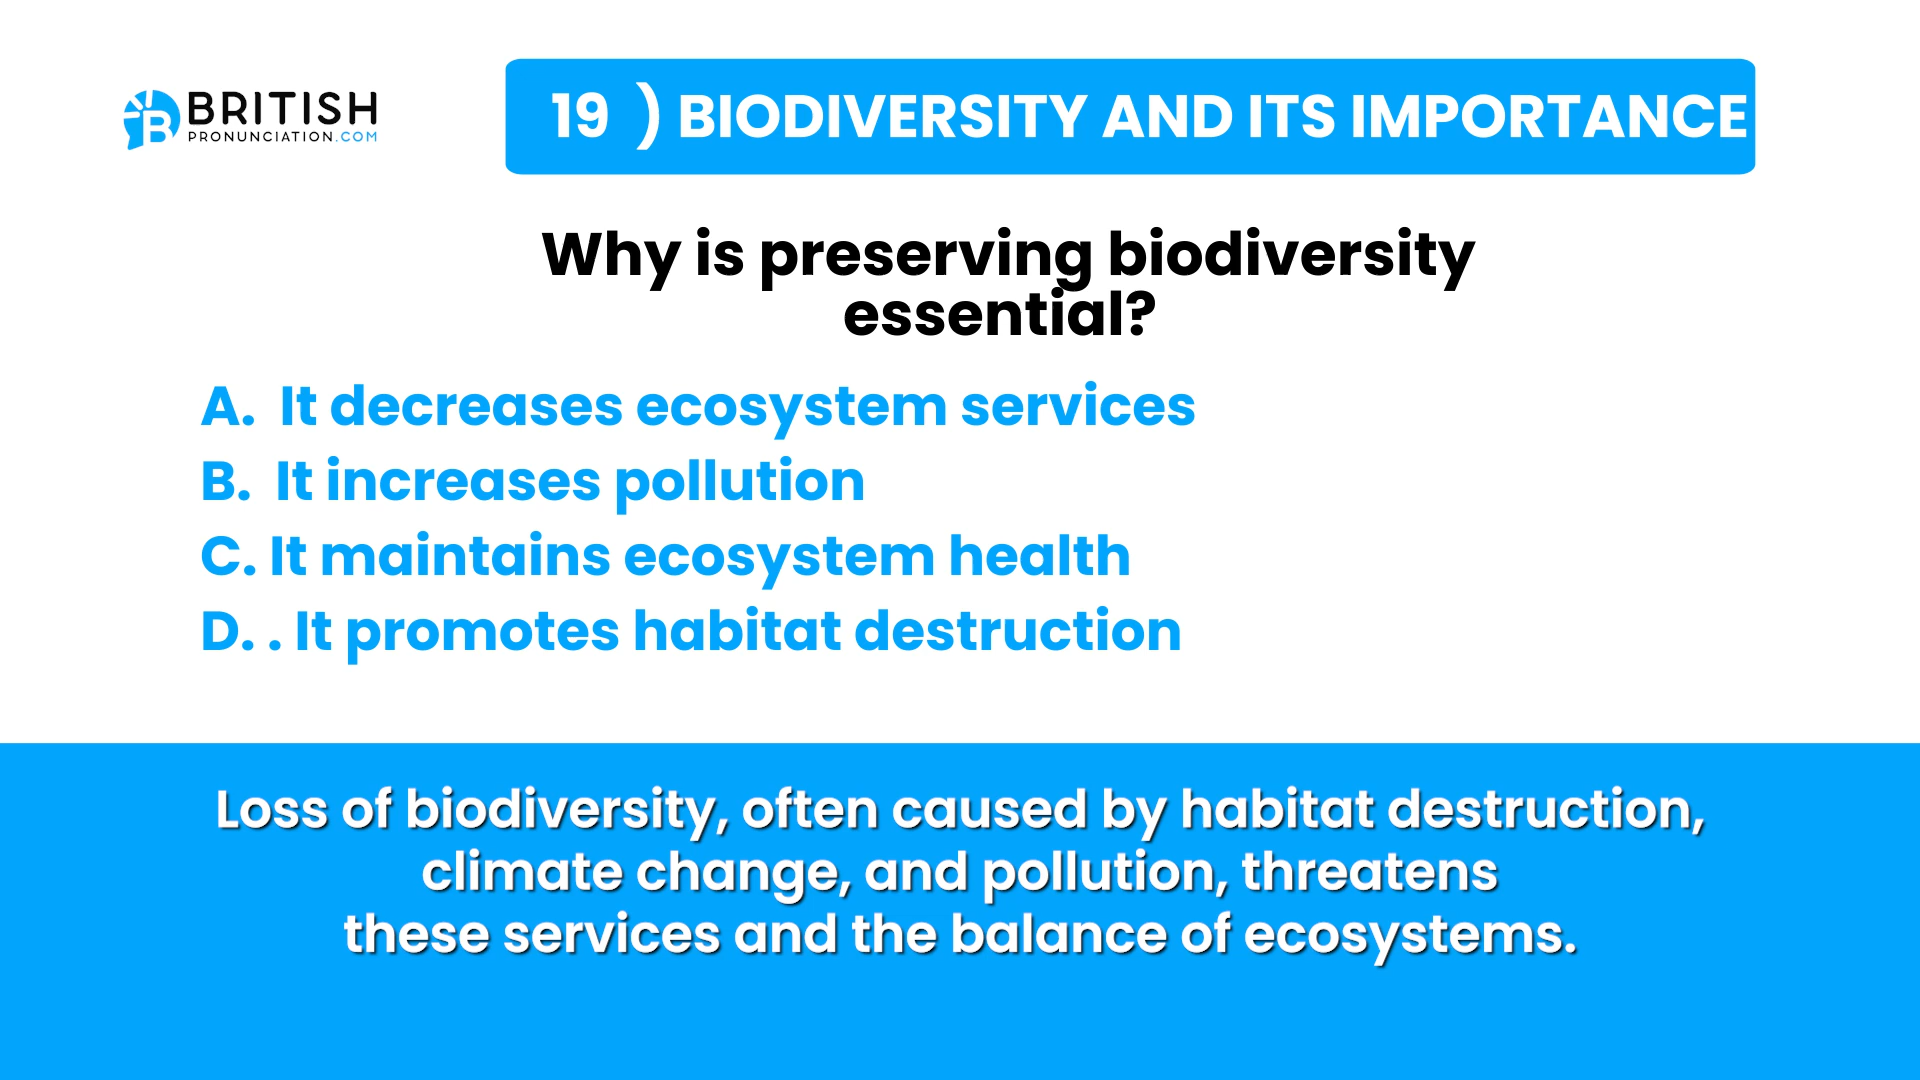 BRITISH
PRONUNCIATION.COM
19 ) BIODIVERSITY AND ITS IMPORTANCE
Why is preserving biodiversity
essential?
A. It decreases ecosystem services
B. It increases pollution
C. It maintains ecosystem health
D. . It promotes habitat destruction
Loss of biodiversity, often caused by habitat destruction,
climate change, and pollution, threatens
these services and the balance of ecosystems.